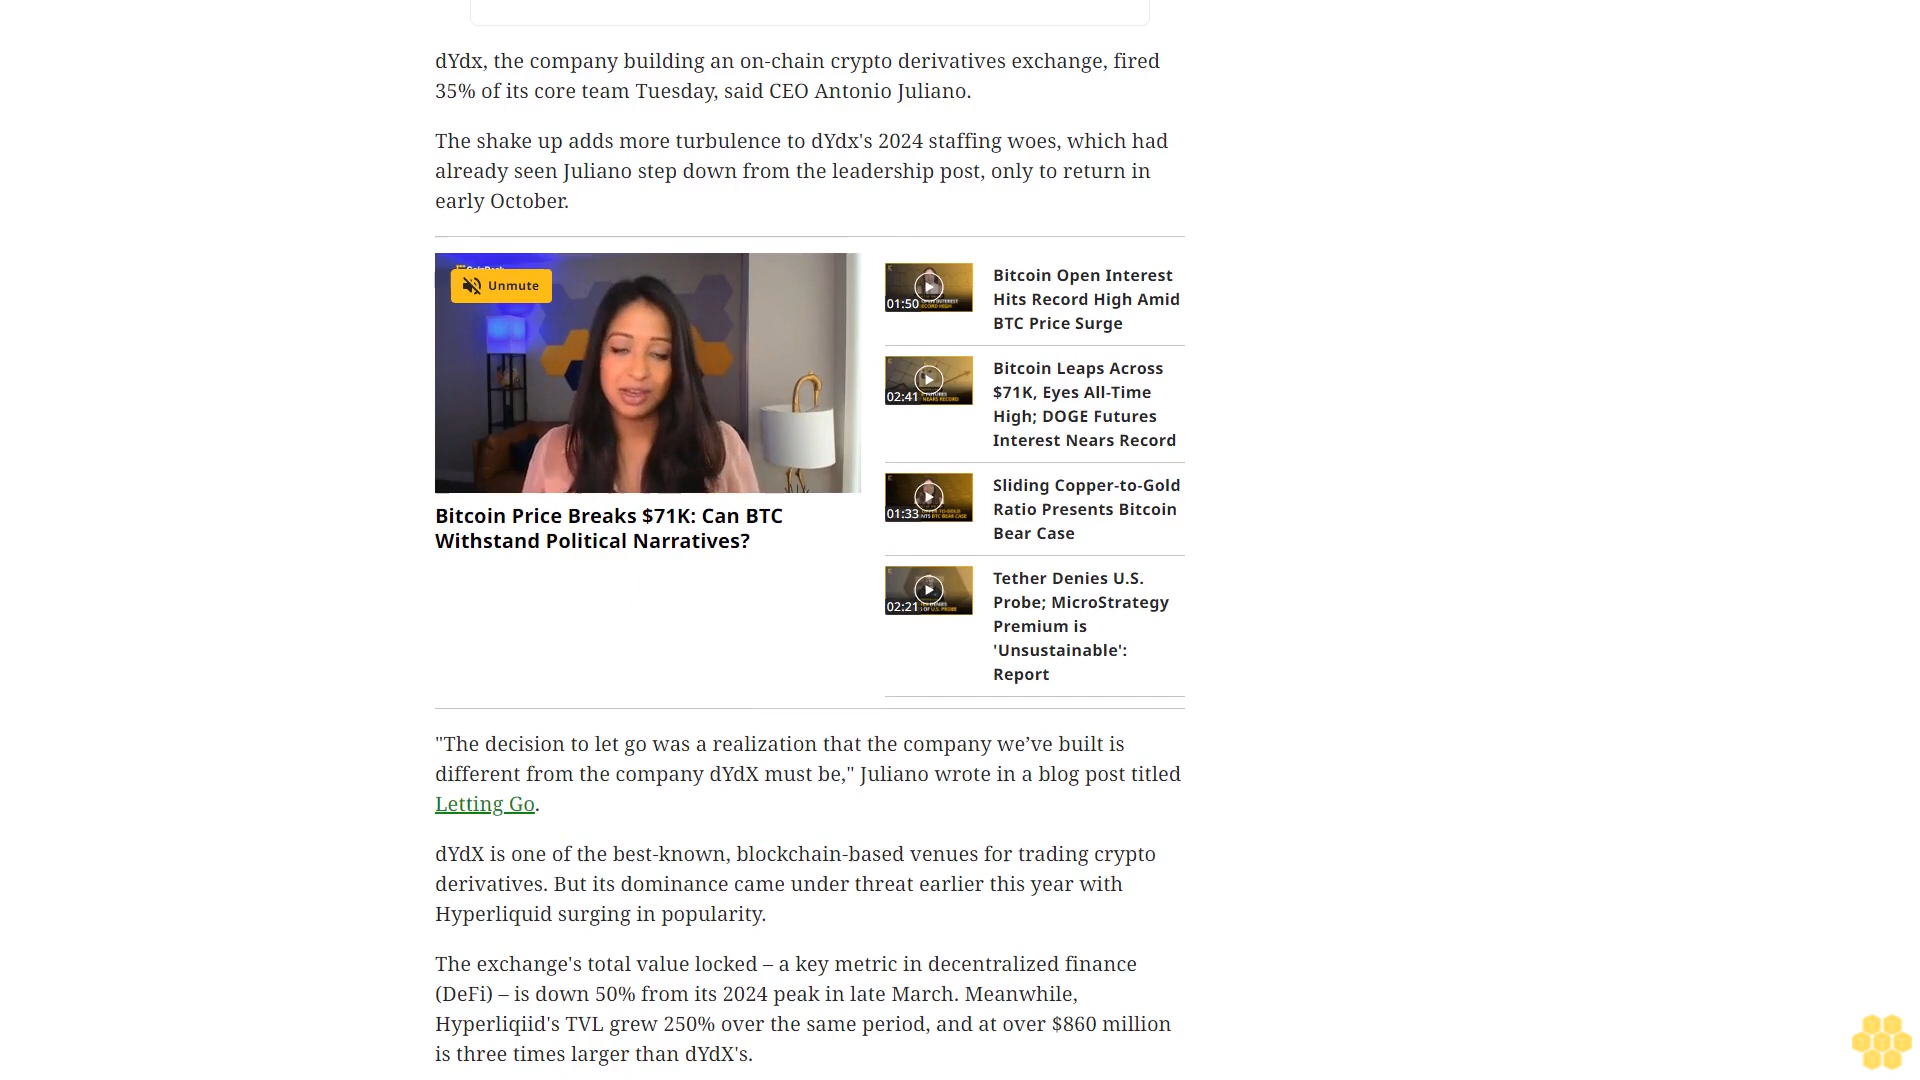 dYdx, the company building an on-chain crypto derivatives exchange, fired
35% of its core team Tuesday, said CEO Antonio Juliano.
The shake up adds more turbulence to dYdx's 2024 staffing woes, which had
already seen Juliano step down from the leadership post, only to return in
early October.
Unmute
Bitcoin Price Breaks $71K: Can BTC
Withstand Political Narratives?
01:50
Bitcoin Open Interest
Hits Record High Amid
BTC Price Surge
02:41
Bitcoin Leaps Across
$71K, Eyes All-Time
High; DOGE Futures
Interest Nears Record
01:33
Sliding Copper-to-Gold
Ratio Presents Bitcoin
Bear Case
02:21
Tether Denies U.S.
Probe; MicroStrategy
Premium is
'Unsustainable':
Report
"The decision to let go was a realization that the company we’ve built is
different from the company dYdX must be," Juliano wrote in a blog post titled
Letting Go.
dYdX is one of the best-known, blockchain-based venues for trading crypto
derivatives. But its dominance came under threat earlier this year with
Hyperliquid surging in popularity.
The exchange's total value locked – a key metric in decentralized finance
(DeFi) – is down 50% from its 2024 peak in late March. Meanwhile,
Hyperliqiid's TVL grew 250% over the same period, and at over $860 million
is three times larger than dYdX's.